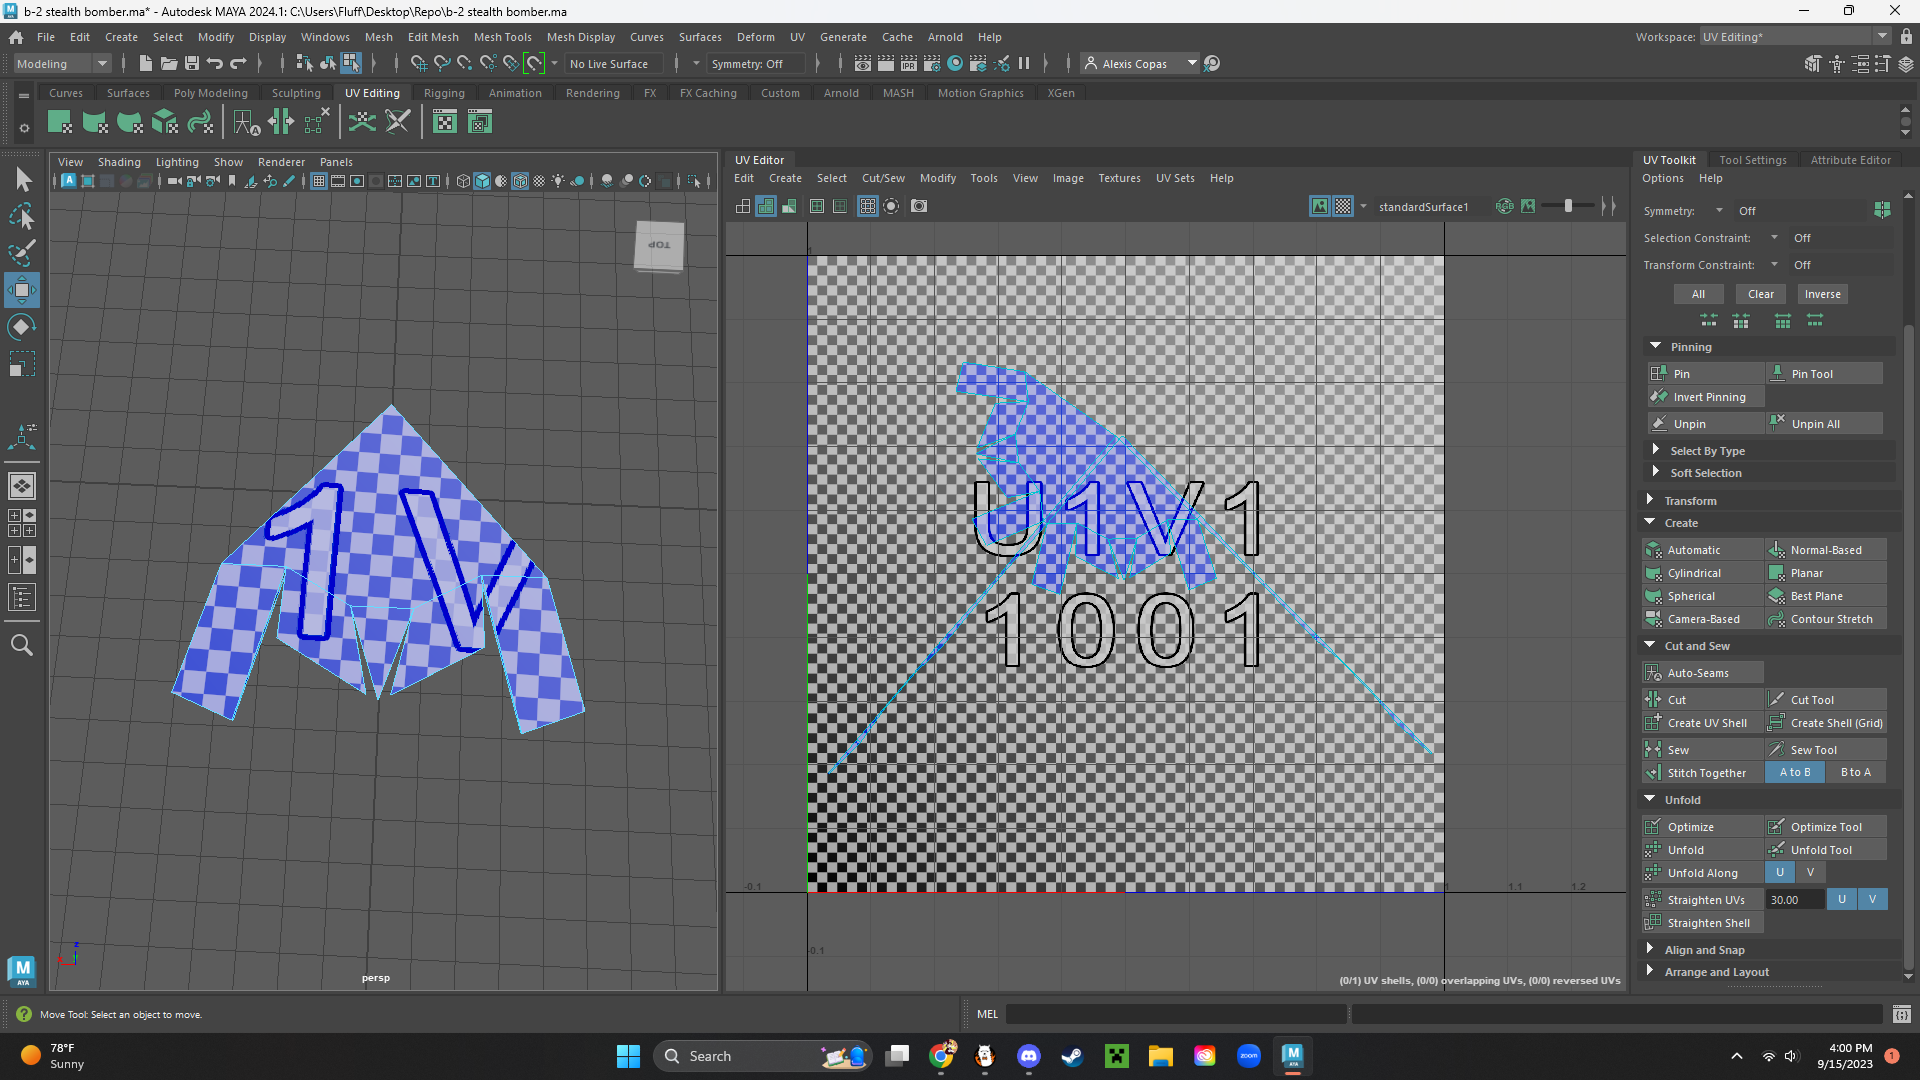 b-2 stealth bomber.ma* - Autodesk MAYA 2024.1: C:\Users\Fluff\Desktop\Repo\b-2 stealth bomber.ma
File Edit Create Select Modify Display Windows Mesh Edit Mesh Mesh Tools Mesh Display Curves Surfaces Deform UV Generate Cache Arnold Help
Workspace: UV Editing*
Modeling
No Live Surface
Symmetry: Off
Alexis Copas
Curves Surfaces Poly Modeling Sculpting UV Editing Rigging Animation Rendering FX FX Caching Custom Arnold MASH Motion Graphics XGen
View Shading Lighting Show Renderer Panels
TOP
1V
persp
UV Editor
Edit Create Select Cut/Sew Modify Tools View Image Textures UV Sets Help
standardSurface1
U1V1
1001
-0.1
1
1.1
1.2
-0.1
(0/1) UV shells, (0/0) overlapping UVs, (0/0) reversed UVs
UV Toolkit Tool Settings Attribute Editor
Options Help
Symmetry: Off
Selection Constraint: Off
Transform Constraint: Off
All Clear Inverse
Pinning
Pin Pin Tool
Invert Pinning
Unpin Unpin All
Select By Type
Soft Selection
Transform
Create
Automatic Normal-Based
Cylindrical Planar
Spherical Best Plane
Camera-Based Contour Stretch
Cut and Sew
Auto-Seams
Cut Cut Tool
Create UV Shell Create Shell (Grid)
Sew Sew Tool
Stitch Together A to B B to A
Unfold
Optimize Optimize Tool
Unfold Unfold Tool
Unfold Along U V
Straighten UVs 30.00 U V
Straighten Shell
Align and Snap
Arrange and Layout
Move Tool: Select an object to move.
MEL
78°F
Sunny
Search
zoom
4:00 PM
9/15/2023
1